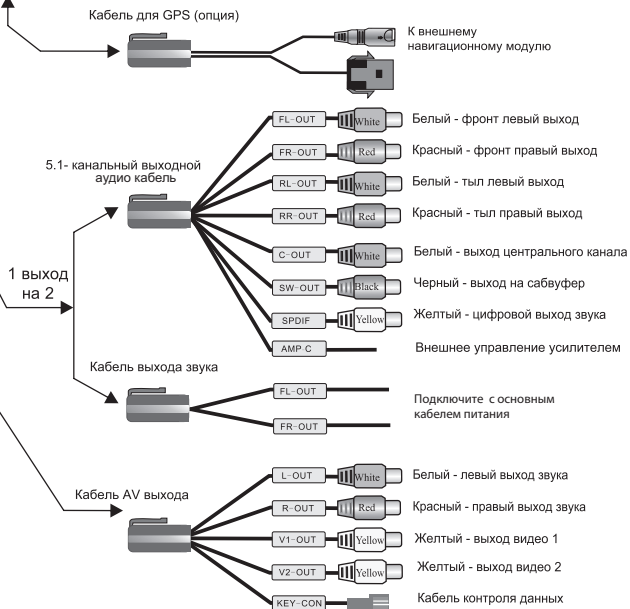 Кабель для GPS (опция)
К внешнему
навигационному модулю
5.1- канальный выходной
аудио кабель
FL-OUT White Белый - фронт левый выход
FR-OUT Red Красный - фронт правый выход
RL-OUT White Белый - тыл левый выход
RR-OUT Red Красный - тыл правый выход
C-OUT White Белый - выход центрального канала
SW-OUT Black Черный - выход на сабвуфер
SPDIF Yellow Желтый - цифровой выход звука
AMP-C Внешнее управление усилителем
1 выход
на 2
Кабель выхода звука
FL-OUT
FR-OUT
Подключите с основным
кабелем питания
Кабель AV выхода
L-OUT White Белый - левый выход звука
R-OUT Red Красный - правый выход звука
V1-OUT Yellow Желтый - выход видео 1
V2-OUT Yellow Желтый - выход видео 2
KEY-CON Кабель контроля данных